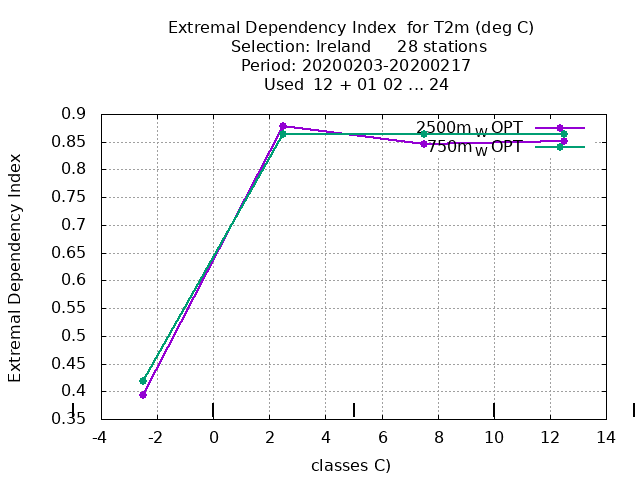 Extremal Dependency Index  for T2m (deg C)
Selection: Ireland     28 stations
Period: 20200203-20200217
Used  12 + 01 02 ... 24
Extremal Dependency Index
0.9
0.85
0.8
0.75
0.7
0.65
0.6
0.55
0.5
0.45
0.4
0.35
2500m W OPT
750m W OPT
-4 -2 0 2 4 6 8 10 12 14
classes C)